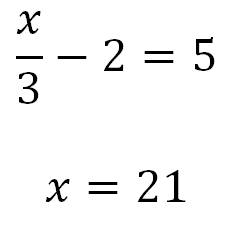 x/3 − 2 = 5
x = 21